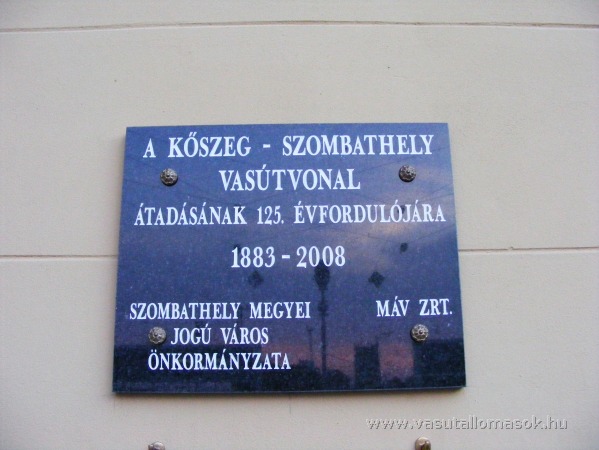 A KŐSZEG - SZOMBATHELY
VASÚTVONAL
ÁTADÁSÁNAK 125. ÉVFORDULÓJÁRA
1883 - 2008
SZOMBATHELY MEGYEI
JOGÚ VÁROS
ÖNKORMÁNYZATA
MÁV ZRT.
www.vasutallomasok.hu